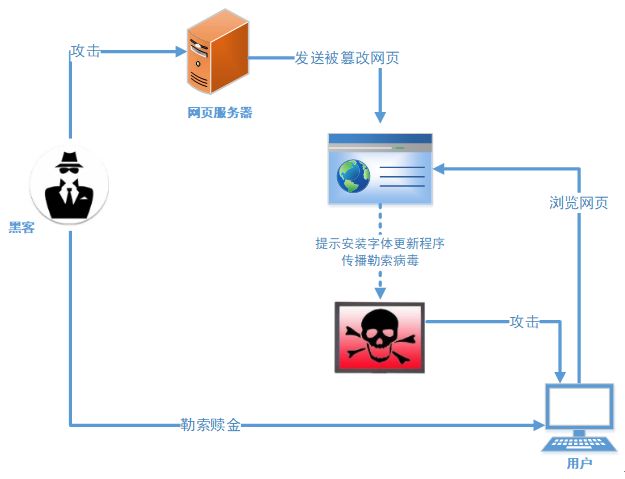 攻击
发送被篡改网页
网页服务器
浏览网页
黑客
提示安装字体更新程序
传播勒索病毒
攻击
勒索赎金
用户